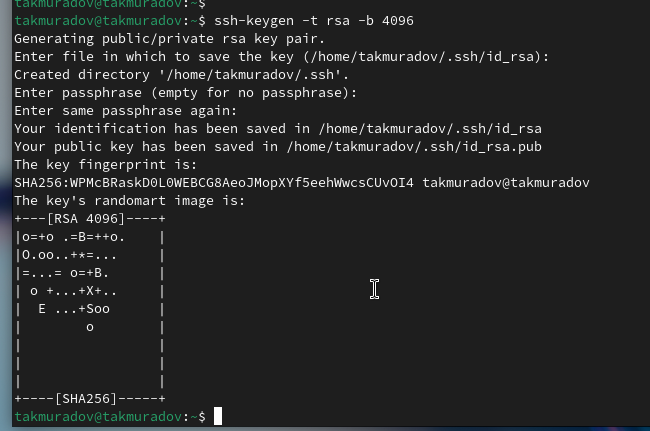 takmuradov@takmuradov:~$
takmuradov@takmuradov:~$ ssh-keygen -t rsa -b 4096
Generating public/private rsa key pair.
Enter file in which to save the key (/home/takmuradov/.ssh/id_rsa):
Created directory '/home/takmuradov/.ssh'.
Enter passphrase (empty for no passphrase):
Enter same passphrase again:
Your identification has been saved in /home/takmuradov/.ssh/id_rsa
Your public key has been saved in /home/takmuradov/.ssh/id_rsa.pub
The key fingerprint is:
SHA256:WPMcBRaskD0L0WEBCG8AeoJMopXYf5eehWwcsCUvOI4 takmuradov@takmuradov
The key's randomart image is:
+---[RSA 4096]----+
|o=+o .=B=++o.    |
|O.oo..+*=...     |
|=...= o=+B.      |
| o +...+X+..     |
|  E ...+Soo      |
|        o        |
|                 |
|                 |
|                 |
+----[SHA256]-----+
takmuradov@takmuradov:~$